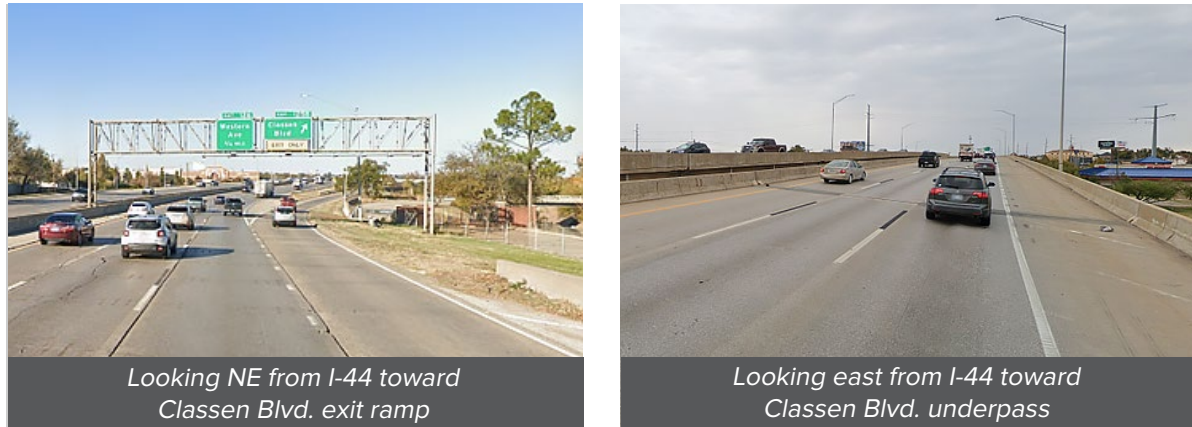 Western
Ave
Classen
Blvd
EXIT ONLY
Looking NE from I-44 toward
Classen Blvd. exit ramp
Looking east from I-44 toward
Classen Blvd. underpass